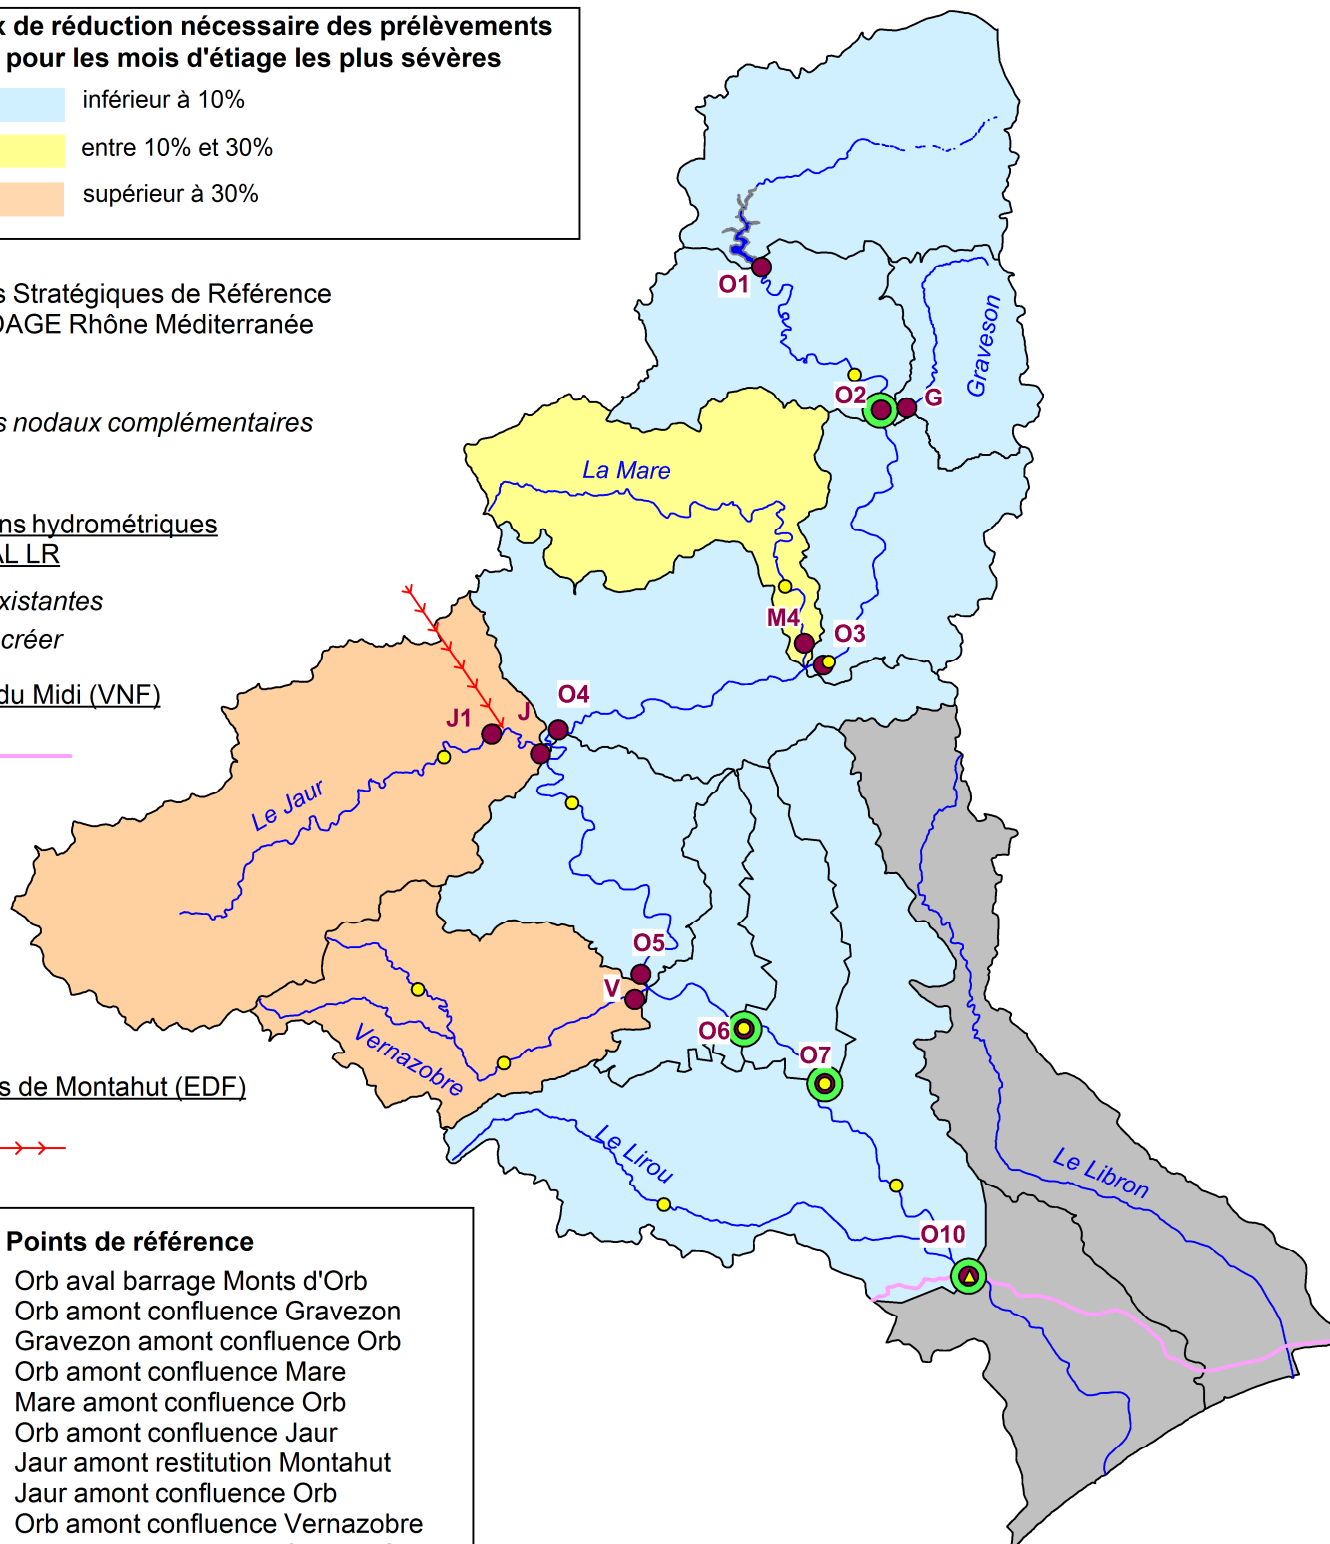 x de réduction nécessaire des prélèvements
pour les mois d'étiage les plus sévères
inférieur à 10%
entre 10% et 30%
supérieur à 30%
s Stratégiques de Référence
DAGE Rhône Méditerranée
s nodaux complémentaires
ns hydrométriques
AL LR
xistantes
créer
du Midi (VNF)
s de Montahut (EDF)
Points de référence
Orb aval barrage Monts d'Orb
Orb amont confluence Gravezon
Gravezon amont confluence Orb
Orb amont confluence Mare
Mare amont confluence Orb
Orb amont confluence Jaur
Jaur amont restitution Montahut
Jaur amont confluence Orb
Orb amont confluence Vernazobre
O1
Graveson
O2
G
La Mare
M4
O3
O4
J1
J
Le Jaur
O5
V
O6
O7
Vernazobre
Le Lirou
Le Libron
O10